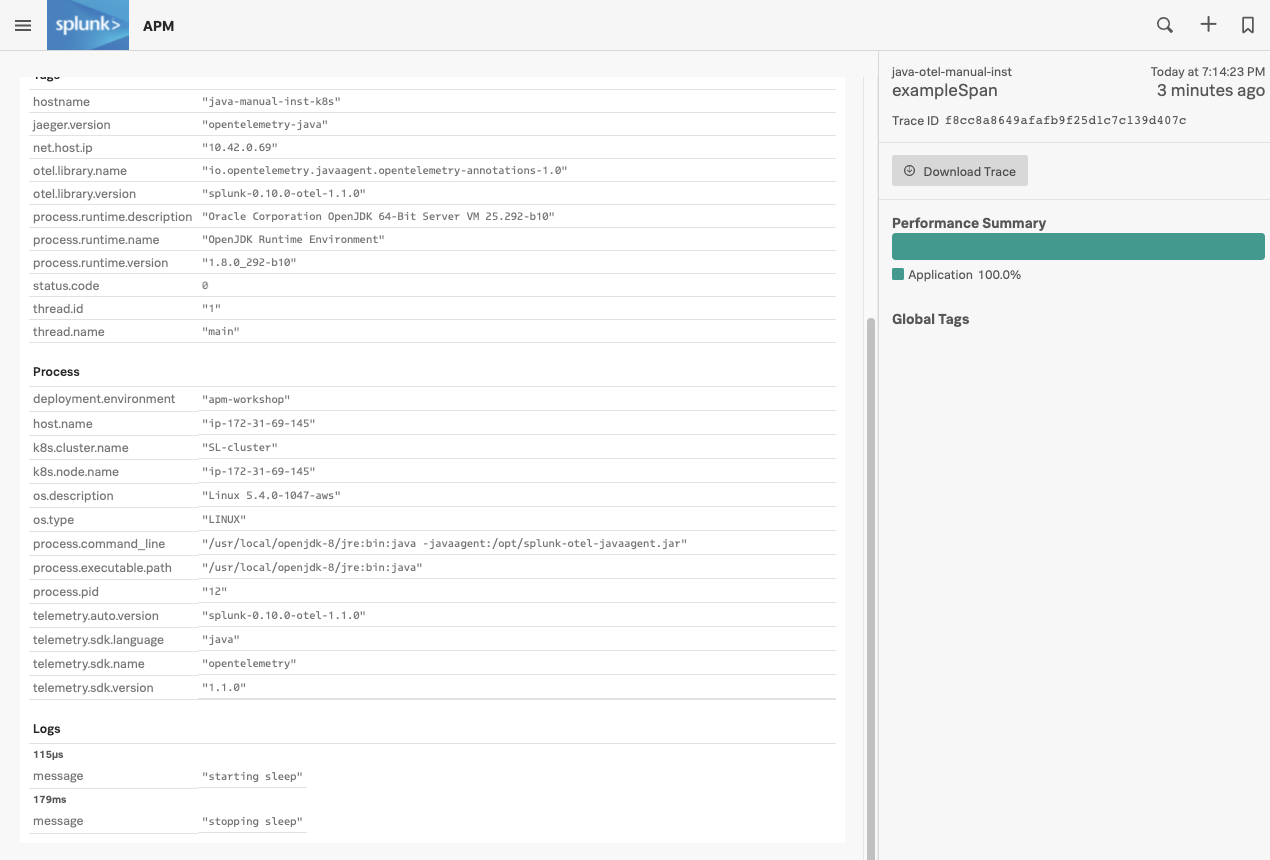 splunk> APM
Tags
hostname "java-manual-inst-k8s"
jaeger.version "opentelemetry-java"
net.host.ip "10.42.0.69"
otel.library.name "io.opentelemetry.javaagent.opentelemetry-annotations-1.0"
otel.library.version "splunk-0.10.0-otel-1.1.0"
process.runtime.description "Oracle Corporation OpenJDK 64-Bit Server VM 25.292-b10"
process.runtime.name "OpenJDK Runtime Environment"
process.runtime.version "1.8.0_292-b10"
status.code 0
thread.id "1"
thread.name "main"
Process
deployment.environment "apm-workshop"
host.name "ip-172-31-69-145"
k8s.cluster.name "SL-cluster"
k8s.node.name "ip-172-31-69-145"
os.description "Linux 5.4.0-1047-aws"
os.type "LINUX"
process.command_line "/usr/local/openjdk-8/jre:bin:java -javaagent:/opt/splunk-otel-javaagent.jar"
process.executable.path "/usr/local/openjdk-8/jre:bin:java"
process.pid "12"
telemetry.auto.version "splunk-0.10.0-otel-1.1.0"
telemetry.sdk.language "java"
telemetry.sdk.name "opentelemetry"
telemetry.sdk.version "1.1.0"
Logs
115µs
message "starting sleep"
179ms
message "stopping sleep"
java-otel-manual-inst Today at 7:14:23 PM
exampleSpan 3 minutes ago
Trace ID f8cc8a8649afafb9f25d1c7c139d407c
Download Trace
Performance Summary
Application 100.0%
Global Tags